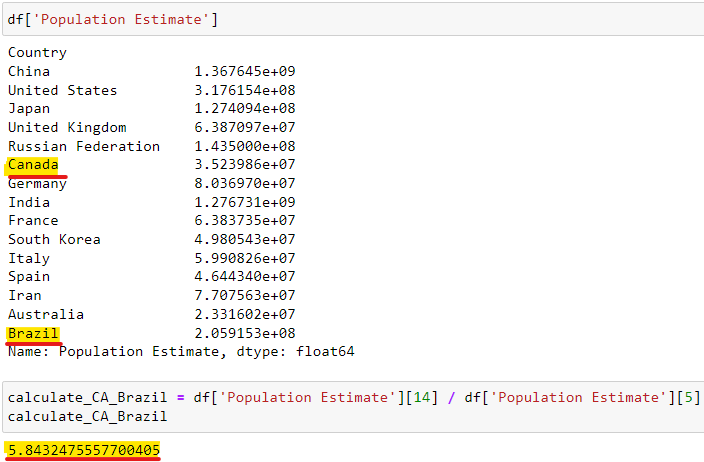 df['Population Estimate']
Country
China                  1.367645e+09
United States          3.176154e+08
Japan                  1.274094e+08
United Kingdom         6.387097e+07
Russian Federation     1.435000e+08
Canada                 3.523986e+07
Germany                8.036970e+07
India                  1.276731e+09
France                 6.383735e+07
South Korea            4.980543e+07
Italy                  5.990826e+07
Spain                  4.644340e+07
Iran                   7.707563e+07
Australia              2.331602e+07
Brazil                 2.059153e+08
Name: Population Estimate, dtype: float64
calculate_CA_Brazil = df['Population Estimate'][14] / df['Population Estimate'][5]
calculate_CA_Brazil
5.8432475557700405